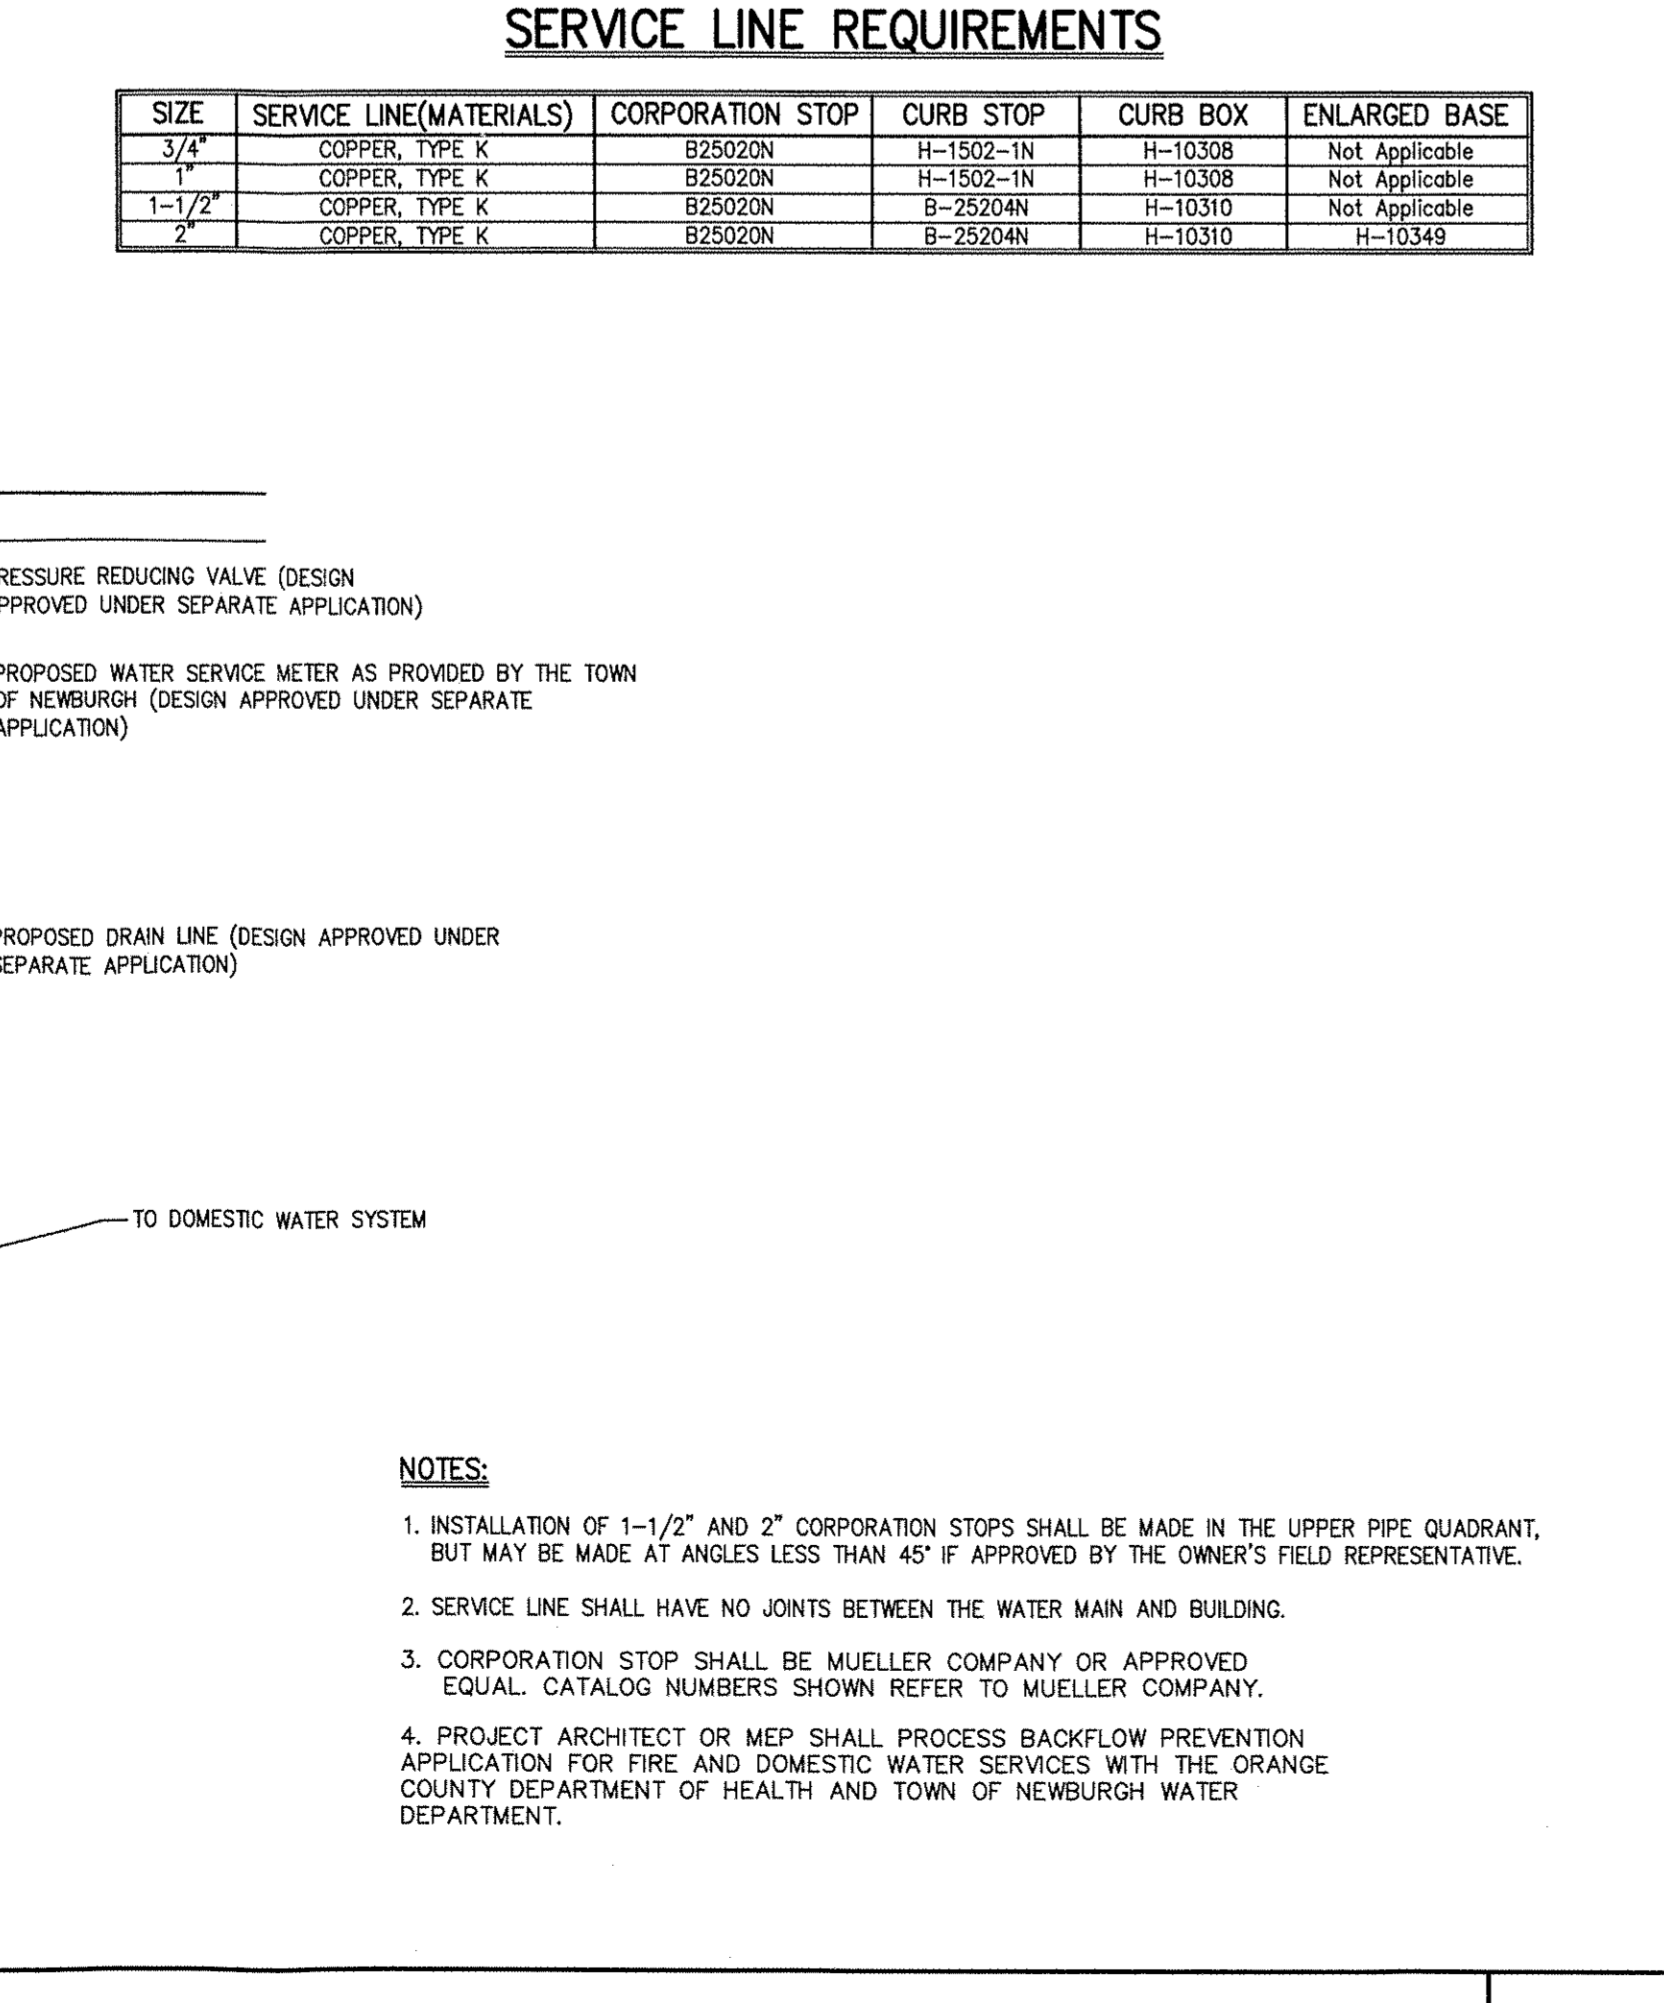 SERVICE LINE REQUIREMENTS
SIZE SERVICE LINE(MATERIALS) CORPORATION STOP CURB STOP CURB BOX ENLARGED BASE
3/4" COPPER, TYPE K B25020N H-1502-1N H-10308 Not Applicable
1" COPPER, TYPE K B25020N H-1502-1N H-10308 Not Applicable
1-1/2" COPPER, TYPE K B25020N B-25204N H-10310 Not Applicable
2" COPPER, TYPE K B25020N B-25204N H-10310 H-10349
RESSURE REDUCING VALVE (DESIGN
PPROVED UNDER SEPARATE APPLICATION)
PROPOSED WATER SERVICE METER AS PROVIDED BY THE TOWN
OF NEWBURGH (DESIGN APPROVED UNDER SEPARATE
APPLICATION)
PROPOSED DRAIN LINE (DESIGN APPROVED UNDER
SEPARATE APPLICATION)
TO DOMESTIC WATER SYSTEM
NOTES:
1. INSTALLATION OF 1-1/2" AND 2" CORPORATION STOPS SHALL BE MADE IN THE UPPER PIPE QUADRANT,
BUT MAY BE MADE AT ANGLES LESS THAN 45° IF APPROVED BY THE OWNER'S FIELD REPRESENTATIVE.
2. SERVICE LINE SHALL HAVE NO JOINTS BETWEEN THE WATER MAIN AND BUILDING.
3. CORPORATION STOP SHALL BE MUELLER COMPANY OR APPROVED
EQUAL. CATALOG NUMBERS SHOWN REFER TO MUELLER COMPANY.
4. PROJECT ARCHITECT OR MEP SHALL PROCESS BACKFLOW PREVENTION
APPLICATION FOR FIRE AND DOMESTIC WATER SERVICES WITH THE ORANGE
COUNTY DEPARTMENT OF HEALTH AND TOWN OF NEWBURGH WATER
DEPARTMENT.